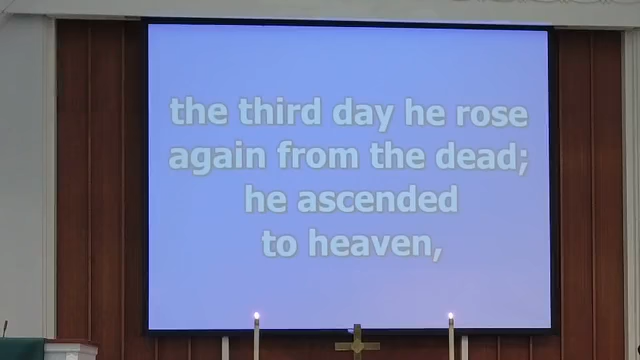 the third day he rose
again from the dead;
he ascended
to heaven,